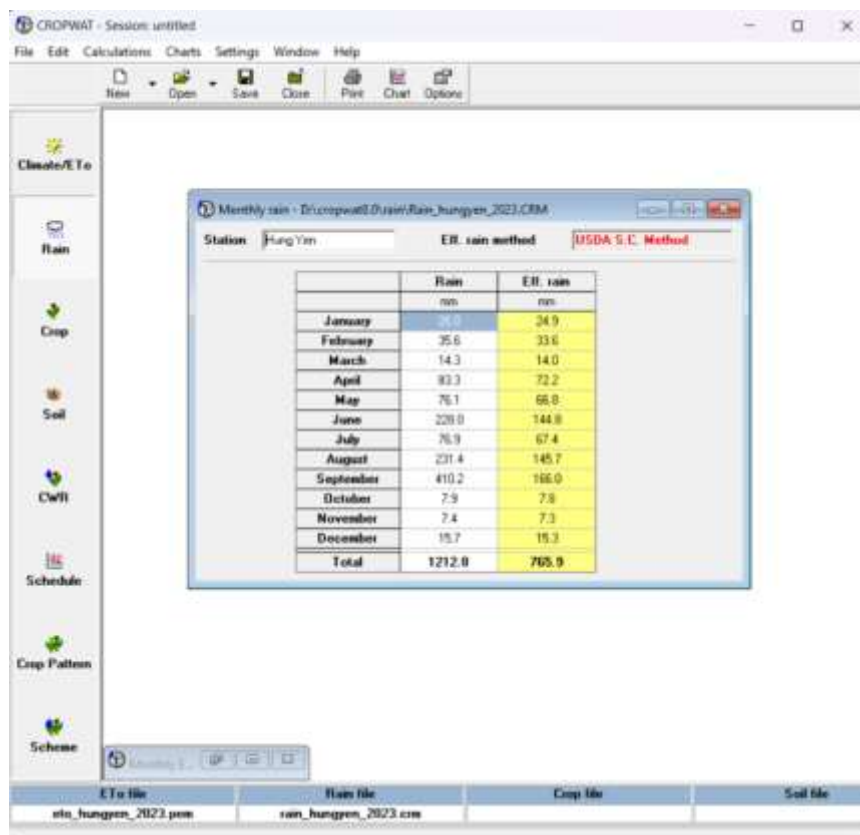 CROPWAT - Session: untitled
File Edit Calculations Charts Settings Window Help
New Open Save Close Print Chart Options
Climate/ETo
Rain
Crop
Soil
CWR
Schedule
Crop Pattern
Scheme
Monthly rain - D:\cropwat8.0\rain\Rain_hungyen_2023.CRM
Station Hung Yen Eff. rain method USDA S.C. Method
Rain Eff. rain
mm mm
January 24.9
February 35.6 33.6
March 14.3 14.0
April 83.3 72.2
May 76.1 66.8
June 228.0 144.8
July 76.9 67.4
August 231.4 145.7
September 410.2 166.0
October 7.9 7.8
November 7.4 7.3
December 15.7 15.3
Total 1212.8 765.9
ETo file Rain file Crop file Soil file
eto_hungyen_2023.pem rain_hungyen_2023.crm